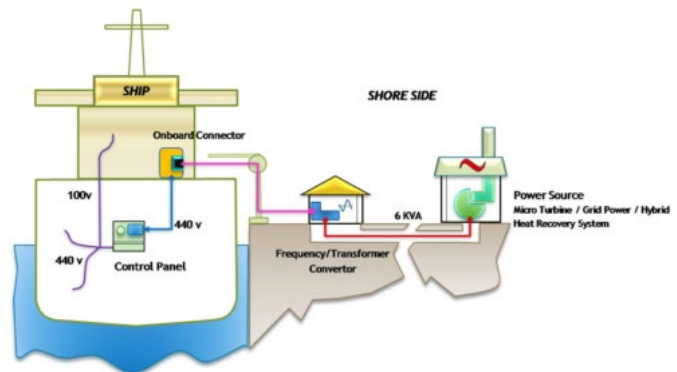 SHIP
SHORE SIDE
Onboard Connector
100v
440 v
6 KVA
Power Source
Micro Turbine / Grid Power / Hybrid
Heat Recovery System
440 v
Control Panel
Frequency/Transformer
Convertor